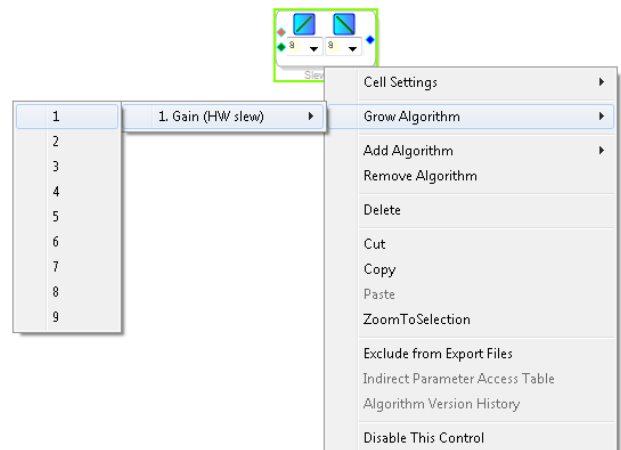 a
a
Slew
Cell Settings
Grow Algorithm
1. Gain (HW slew)
1
2
3
4
5
6
7
8
9
Add Algorithm
Remove Algorithm
Delete
Cut
Copy
Paste
ZoomToSelection
Exclude from Export Files
Indirect Parameter Access Table
Algorithm Version History
Disable This Control